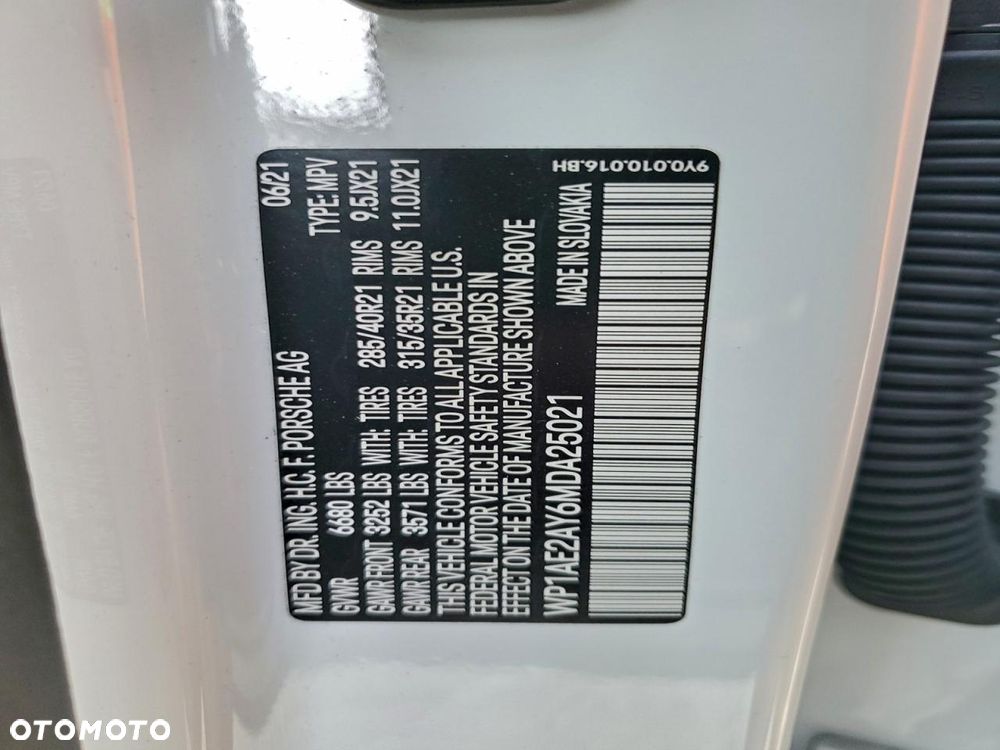 MFD BY DR. ING. H.C. F. PORSCHE AG 06/21
GVWR 6680 LBS TYPE: MPV
GAWR FRONT 3252 LBS WITH: TIRES 285/40R21 RIMS 9.5JX21
GAWR REAR 3571 LBS WITH: TIRES 315/35R21 RIMS 11.0JX21
THIS VEHICLE CONFORMS TO ALL APPLICABLE U.S.
FEDERAL MOTOR VEHICLE SAFETY STANDARDS IN
EFFECT ON THE DATE OF MANUFACTURE SHOWN ABOVE
WP1AE2AY6MDA25021 MADE IN SLOVAKIA
9Y0.010.016.BH
OTOMOTO